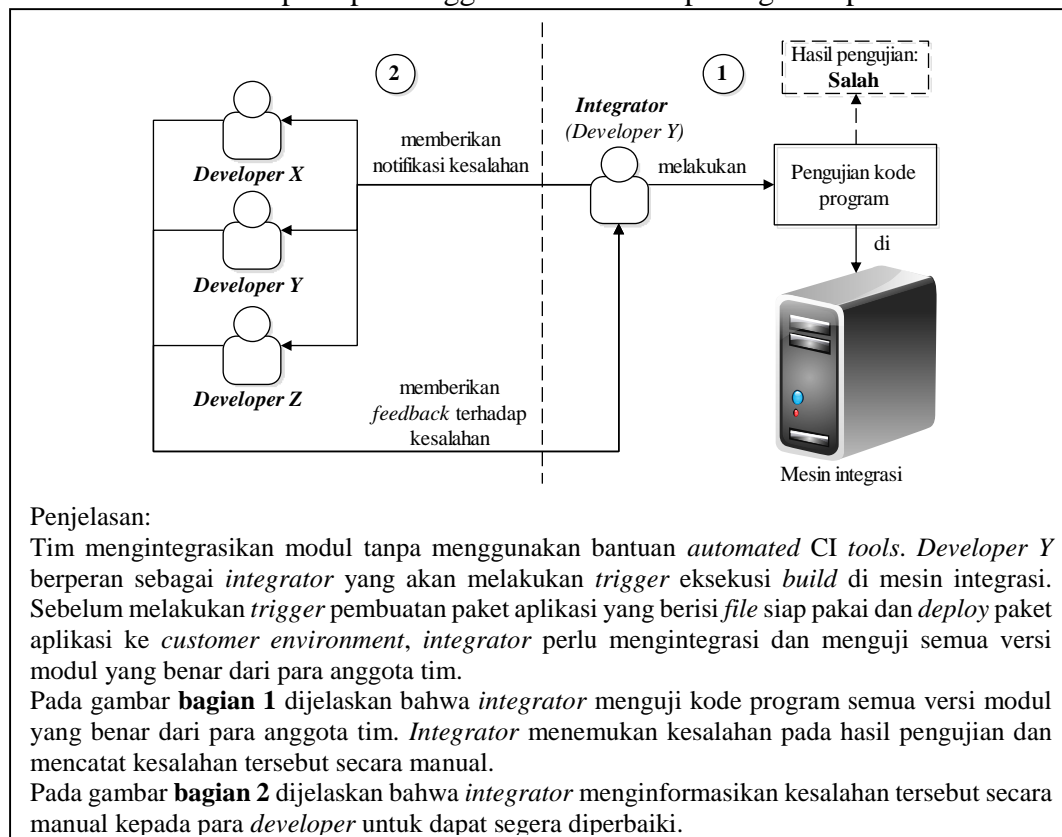 2
1
Hasil pengujian:
Salah
Integrator
(Developer Y)
memberikan
notifikasi kesalahan
melakukan
Pengujian kode
program
di
Developer X
Developer Y
Developer Z
memberikan
feedback terhadap
kesalahan
Mesin integrasi
Penjelasan:
Tim mengintegrasikan modul tanpa menggunakan bantuan automated CI tools. Developer Y
berperan sebagai integrator yang akan melakukan trigger eksekusi build di mesin integrasi.
Sebelum melakukan trigger pembuatan paket aplikasi yang berisi file siap pakai dan deploy paket
aplikasi ke customer environment, integrator perlu mengintegrasi dan menguji semua versi
modul yang benar dari para anggota tim.
Pada gambar bagian 1 dijelaskan bahwa integrator menguji kode program semua versi modul
yang benar dari para anggota tim. Integrator menemukan kesalahan pada hasil pengujian dan
mencatat kesalahan tersebut secara manual.
Pada gambar bagian 2 dijelaskan bahwa integrator menginformasikan kesalahan tersebut secara
manual kepada para developer untuk dapat segera diperbaiki.